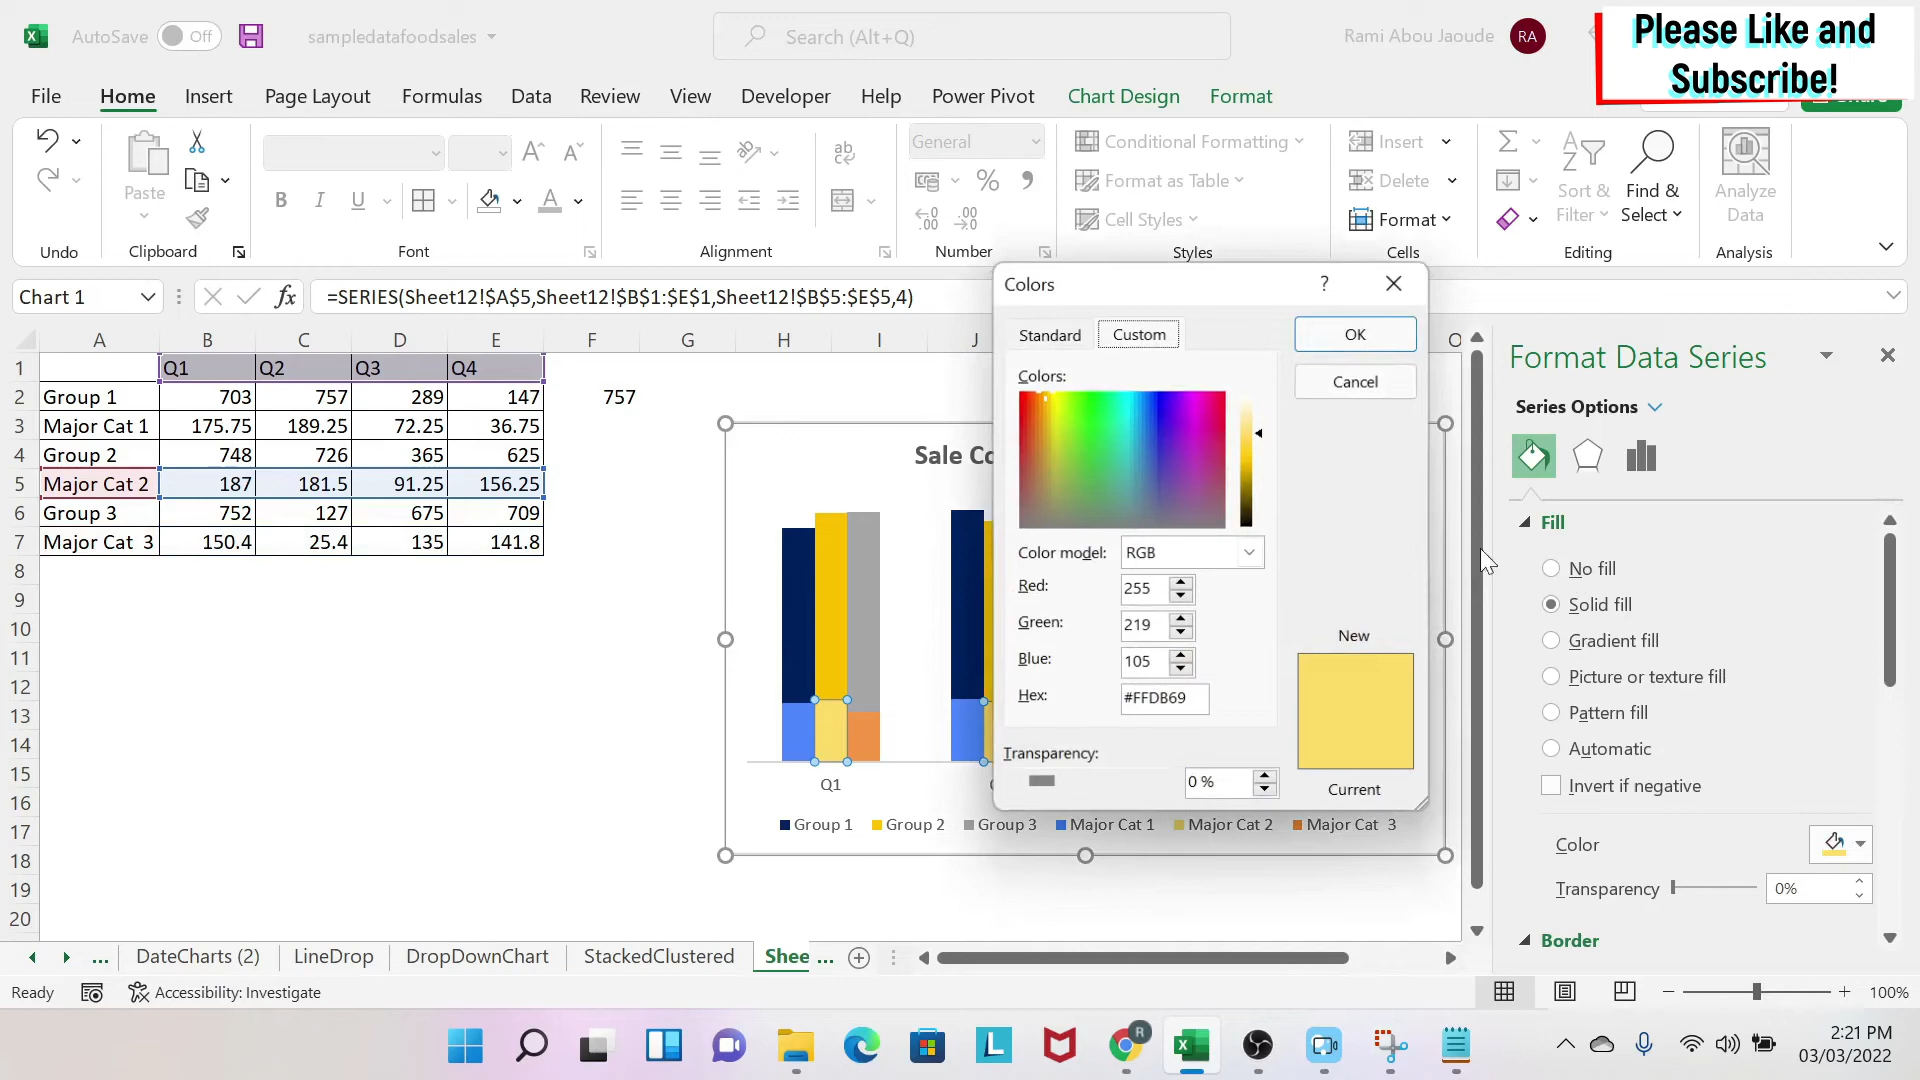 AutoSave
Off
sampledatafoodsales
Search (Alt+Q)
Rami Abou Jaoude
RA
Please Like and
Subscribe!
File
Home
Insert
Page Layout
Formulas
Data
Review
View
Developer
Help
Power Pivot
Chart Design
Format
Paste
General
Conditional Formatting
Format as Table
Cell Styles
Insert
Delete
Format
Sort &
Filter
Find &
Select
Analyze
Data
Undo
Clipboard
Font
Alignment
Number
Styles
Cells
Editing
Analysis
Chart 1
fx
=SERIES(Sheet12!$A$5,Sheet12!$B$1:$E$1,Sheet12!$B$5:$E$5,4)
A B C D E F G H I J O
1 Q1 Q2 Q3 Q4
2 Group 1 703 757 289 147 757
3 Major Cat 1 175.75 189.25 72.25 36.75
4 Group 2 748 726 365 625
5 Major Cat 2 187 181.5 91.25 156.25
6 Group 3 752 127 675 709
7 Major Cat 3 150.4 25.4 135 141.8
8
9
10
11
12
13
14
15
16
17
18
19
20
Sale Co
Q1
Group 1 Group 2 Group 3 Major Cat 1 Major Cat 2 Major Cat 3
Colors
?
Standard
Custom
OK
Cancel
Colors:
Color model: RGB
Red: 255
Green: 219
Blue: 105
Hex: #FFDB69
Transparency:
0 %
New
Current
Format Data Series
Series Options
Fill
No fill
Solid fill
Gradient fill
Picture or texture fill
Pattern fill
Automatic
Invert if negative
Color
Transparency 0%
Border
...
DateCharts (2)
LineDrop
DropDownChart
StackedClustered
Shee ...
Ready
Accessibility: Investigate
100%
R
2:21 PM
03/03/2022